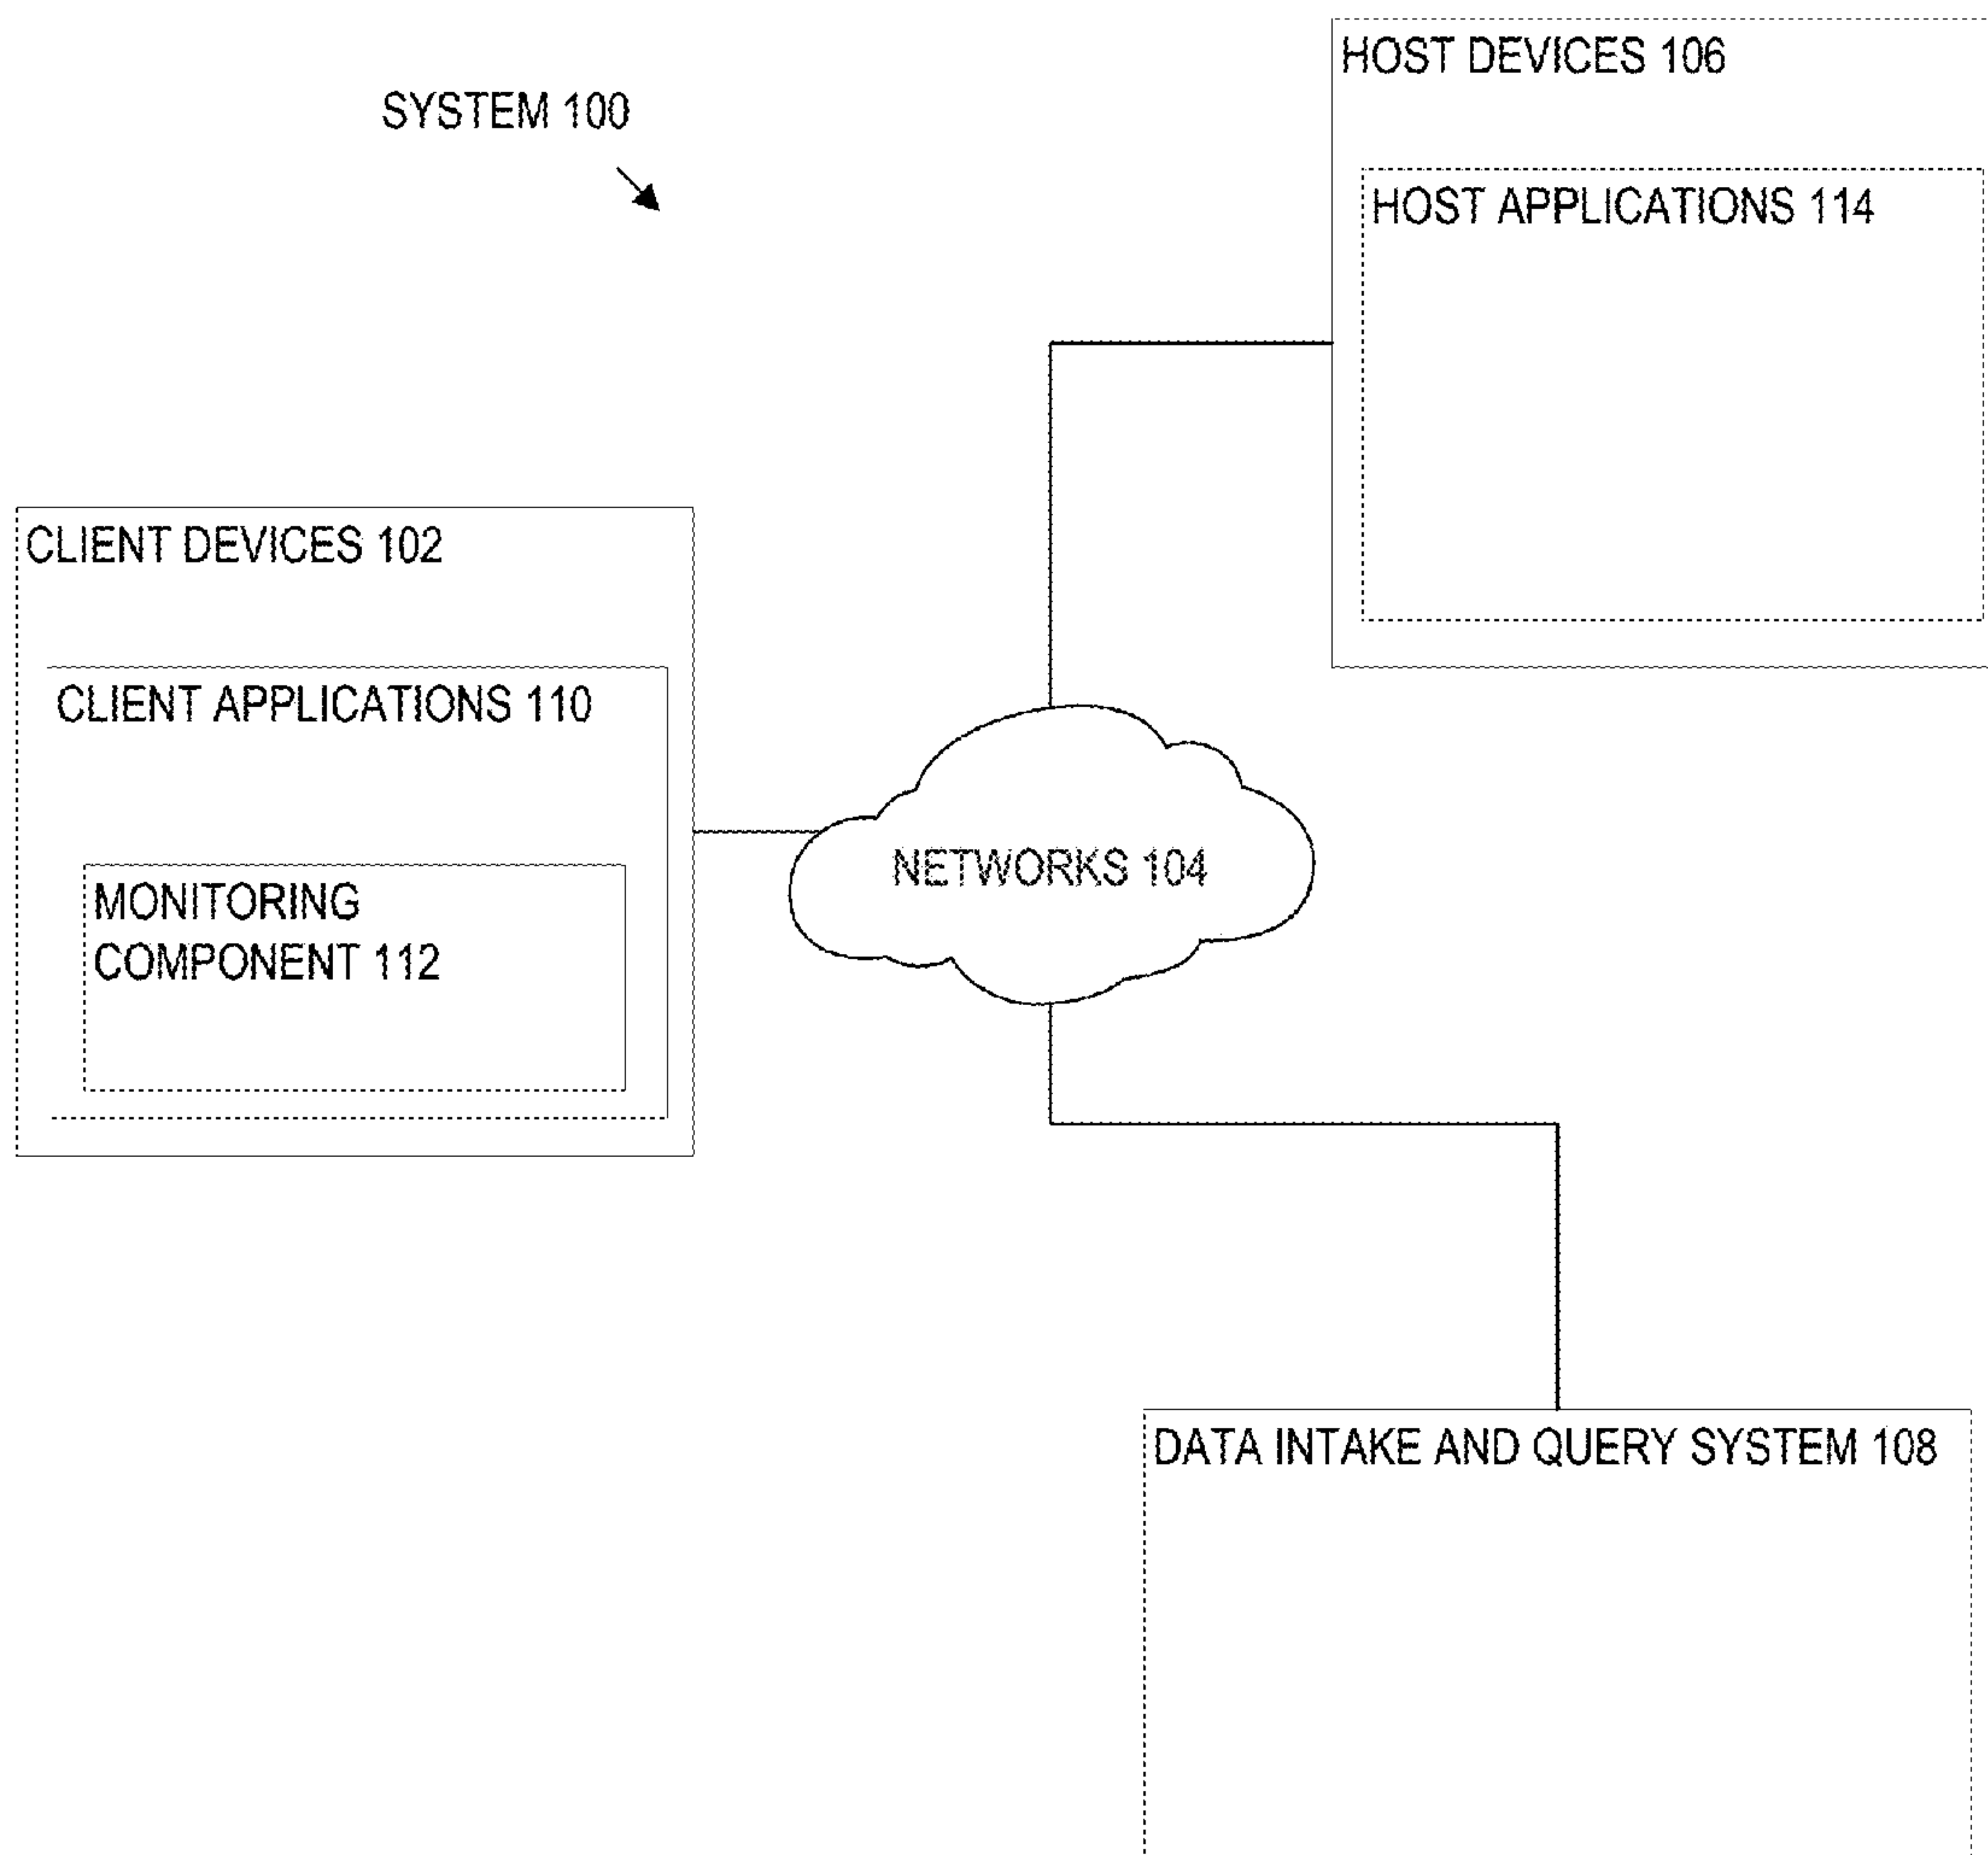 SYSTEM 100
HOST DEVICES 106
HOST APPLICATIONS 114
CLIENT DEVICES 102
CLIENT APPLICATIONS 110
MONITORING
COMPONENT 112
NETWORKS 104
DATA INTAKE AND QUERY SYSTEM 108